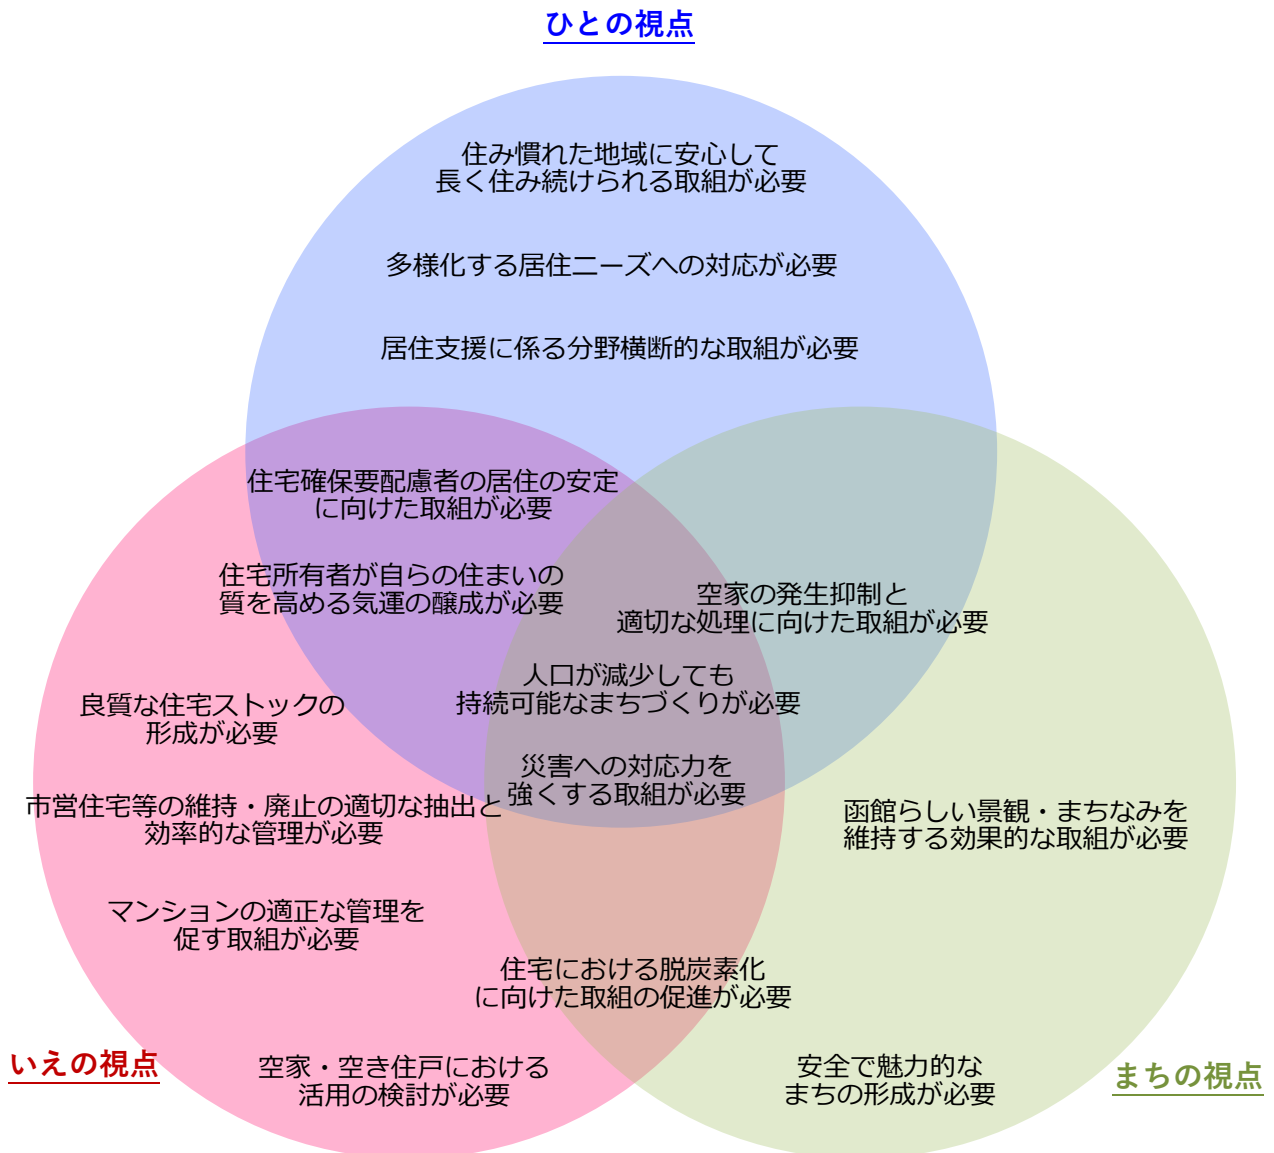 ひとの視点
住み慣れた地域に安心して
長く住み続けられる取組が必要
多様化する居住ニーズへの対応が必要
居住支援に係る分野横断的な取組が必要
住宅確保要配慮者の居住の安定
に向けた取組が必要
住宅所有者が自らの住まいの
質を高める気運の醸成が必要
空家の発生抑制と
適切な処理に向けた取組が必要
人口が減少しても
持続可能なまちづくりが必要
災害への対応力を
強くする取組が必要
良質な住宅ストックの
形成が必要
市営住宅等の維持・廃止の適切な抽出と
効率的な管理が必要
マンションの適正な管理を
促す取組が必要
函館らしい景観・まちなみを
維持する効果的な取組が必要
住宅における脱炭素化
に向けた取組の促進が必要
いえの視点
空家・空き住戸における
活用の検討が必要
安全で魅力的な
まちの形成が必要
まちの視点